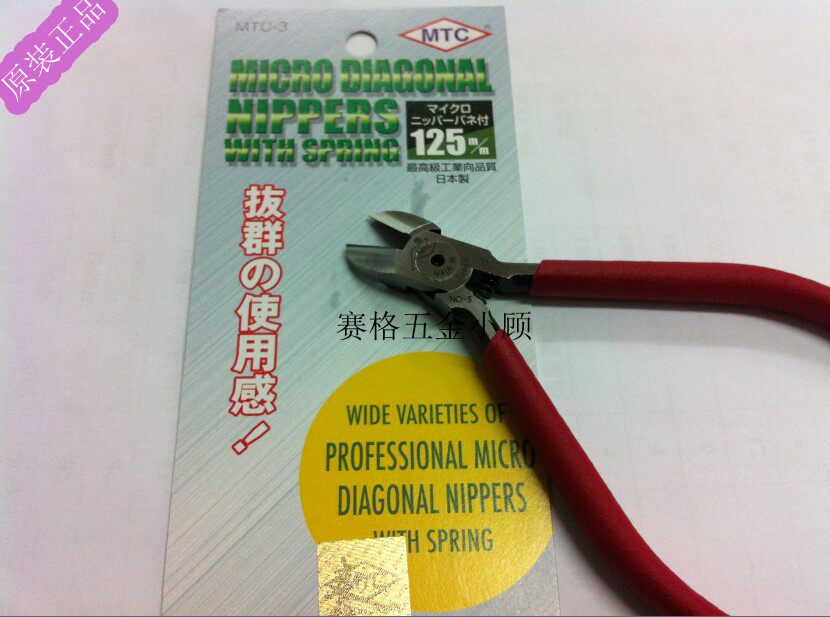 原装正品
MTC-3
MTC
MICRO DIAGONAL
NIPPERS
WITH SPRING
マイクロ
ニッパーバネ付
125m/m
最高級工業向品質
日本製
抜群の使用感!
NO-3
赛格五金小顾
WIDE VARIETIES OF
PROFESSIONAL MICRO
DIAGONAL NIPPERS
WITH SPRING